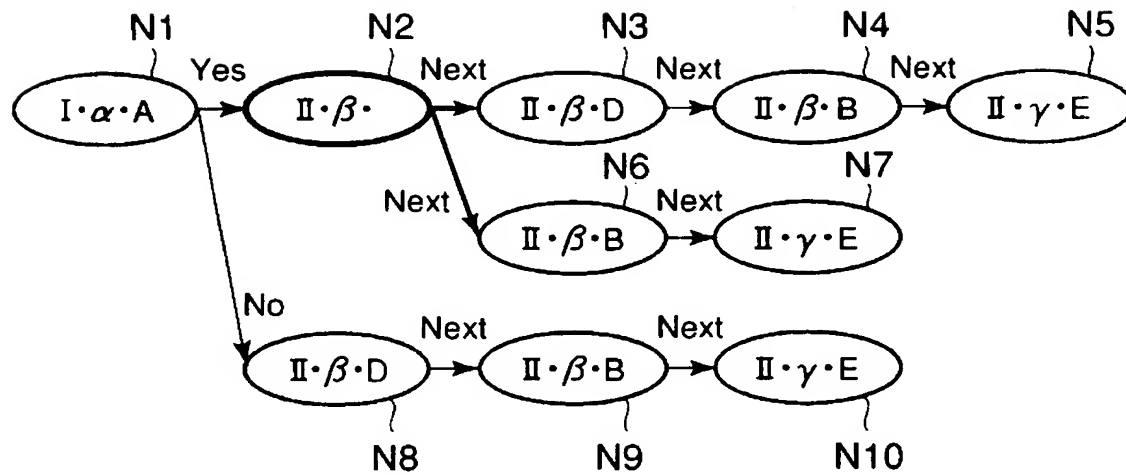 N1 N2 N3 N4 N5
Yes Next Next Next
I・α・A II・β・ II・β・D II・β・B II・γ・E
N6 N7
Next Next
II・β・B II・γ・E
No Next Next
II・β・D II・β・B II・γ・E
N8 N9 N10